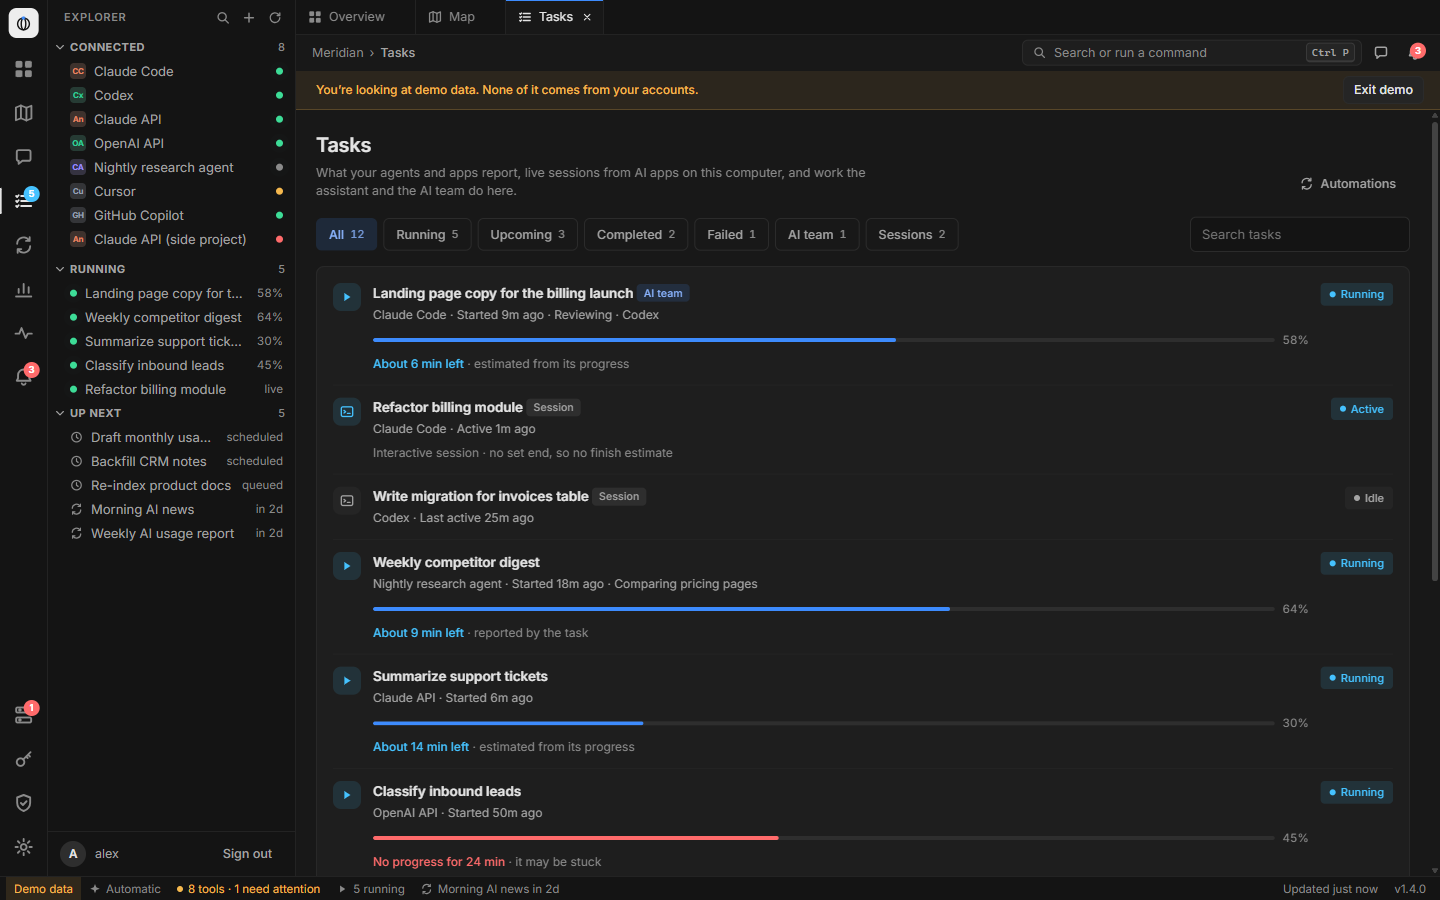 EXPLORER
Overview
Map
Tasks
CONNECTED 8
CC Claude Code
Cx Codex
An Claude API
OA OpenAI API
CA Nightly research agent
Cu Cursor
GH GitHub Copilot
An Claude API (side project)
RUNNING 5
Landing page copy for t... 58%
Weekly competitor digest 64%
Summarize support tick... 30%
Classify inbound leads 45%
Refactor billing module live
UP NEXT 5
Draft monthly usa... scheduled
Backfill CRM notes scheduled
Re-index product docs queued
Morning AI news in 2d
Weekly AI usage report in 2d
5
3
1
A alex Sign out
Meridian › Tasks
Search or run a command Ctrl P
3
You're looking at demo data. None of it comes from your accounts.
Exit demo
Tasks
What your agents and apps report, live sessions from AI apps on this computer, and work the
assistant and the AI team do here.
Automations
All 12
Running 5
Upcoming 3
Completed 2
Failed 1
AI team 1
Sessions 2
Search tasks
Landing page copy for the billing launch AI team
Running
Claude Code · Started 9m ago · Reviewing · Codex
58%
About 6 min left · estimated from its progress
Refactor billing module Session
Active
Claude Code · Active 1m ago
Interactive session · no set end, so no finish estimate
Write migration for invoices table Session
Idle
Codex · Last active 25m ago
Weekly competitor digest
Running
Nightly research agent · Started 18m ago · Comparing pricing pages
64%
About 9 min left · reported by the task
Summarize support tickets
Running
Claude API · Started 6m ago
30%
About 14 min left · estimated from its progress
Classify inbound leads
Running
OpenAI API · Started 50m ago
45%
No progress for 24 min · it may be stuck
Demo data
Automatic
8 tools · 1 need attention
5 running
Morning AI news in 2d
Updated just now
v1.4.0